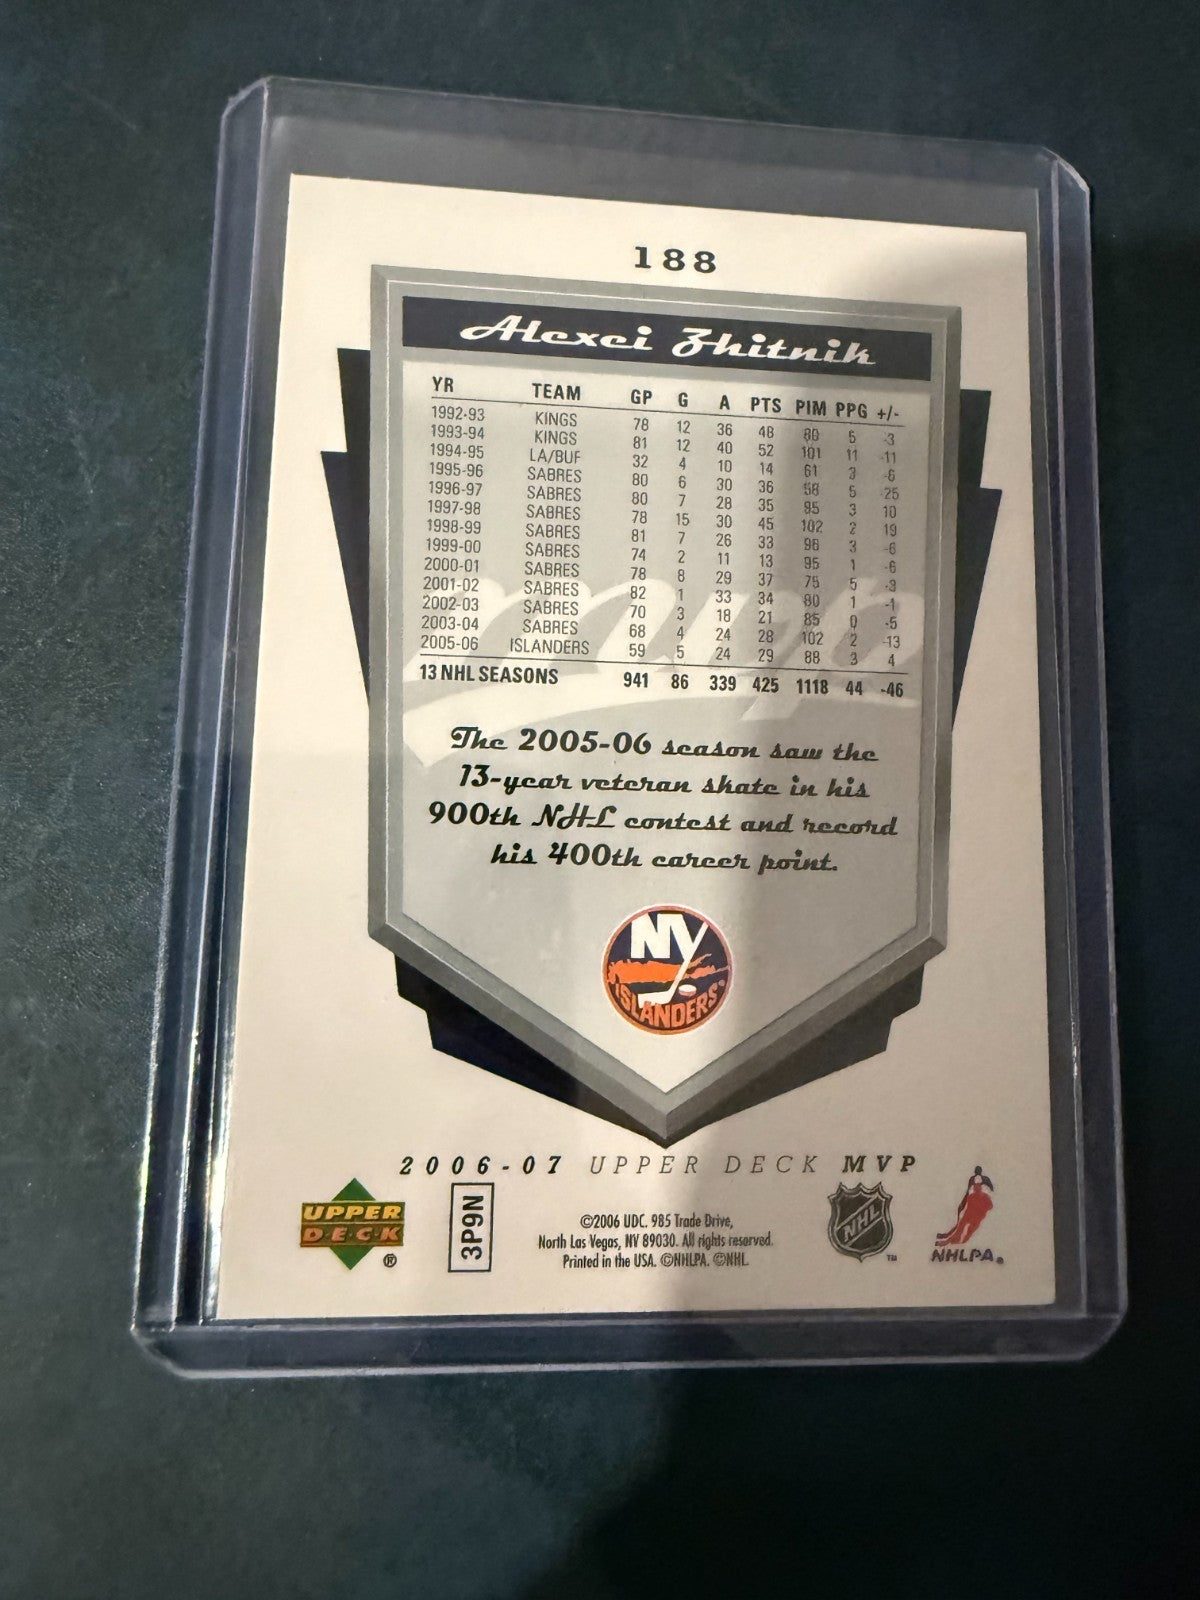 188
Alexei Zhitnik
YR TEAM GP G A PTS PIM PPG +/-
1992-93 KINGS 78 12 36 48 80 5 -3
1993-94 KINGS 81 12 40 52 101 11 -11
1994-95 LA/BUF 32 4 10 14 61 3 -6
1995-96 SABRES 80 6 30 36 58 5 -25
1996-97 SABRES 80 7 28 35 95 3 10
1997-98 SABRES 78 15 30 45 102 2 19
1998-99 SABRES 81 7 26 33 96 3 -6
1999-00 SABRES 74 2 11 13 95 1 -6
2000-01 SABRES 78 8 29 37 75 5 -3
2001-02 SABRES 82 1 33 34 80 1 -1
2002-03 SABRES 70 3 18 21 85 0 -5
2003-04 SABRES 68 4 24 28 102 2 -13
2005-06 ISLANDERS 59 5 24 29 88 3 4
13 NHL SEASONS 941 86 339 425 1118 44 -46
mvp
The 2005-06 season saw the
13-year veteran skate in his
900th NHL contest and record
his 400th career point.
NY
ISLANDERS
2006-07 UPPER DECK MVP
UPPER
DECK
®
3P9N
©2006 UDC. 985 Trade Drive,
North Las Vegas, NV 89030. All rights reserved.
Printed in the USA. ©NHLPA. ©NHL.
NHL
TM
NHLPA®